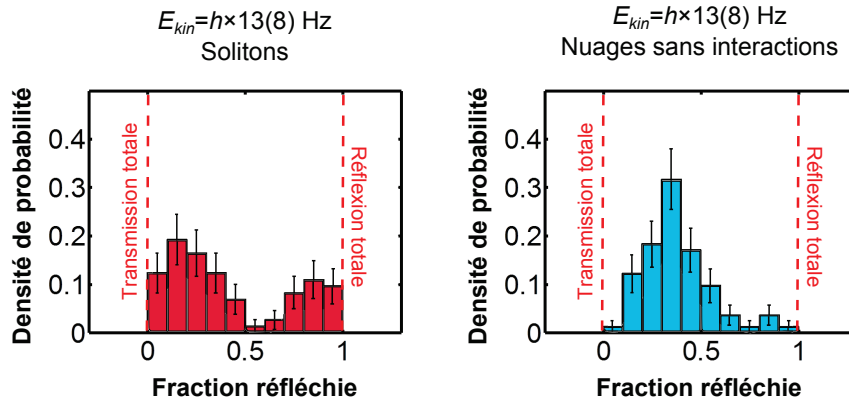 E_kin=h×13(8) Hz
Solitons
Densité de probabilité
0.4
0.3
0.2
0.1
0
Transmission totale
Réflexion totale
0
0.5
1
Fraction réfléchie
E_kin=h×13(8) Hz
Nuages sans interactions
Densité de probabilité
0.4
0.3
0.2
0.1
0
Transmission totale
Réflexion totale
0
0.5
1
Fraction réfléchie